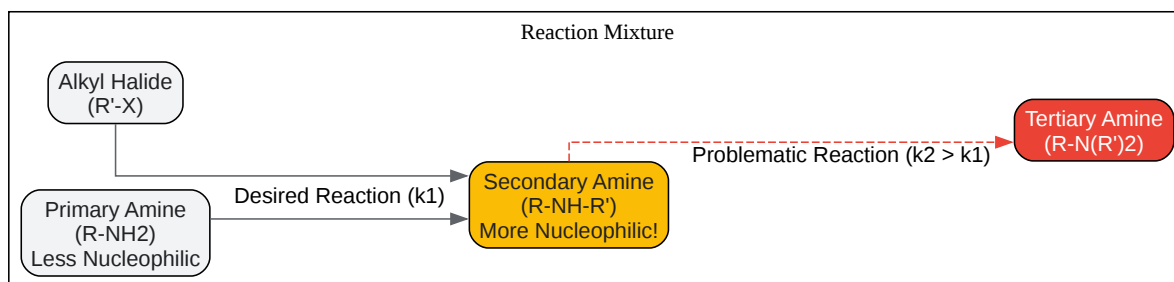 Reaction Mixture
Alkyl Halide
(R'-X)
Primary Amine
(R-NH2)
Less Nucleophilic
Desired Reaction (k1)
Secondary Amine
(R-NH-R')
More Nucleophilic!
Problematic Reaction (k2 > k1)
Tertiary Amine
(R-N(R')2)